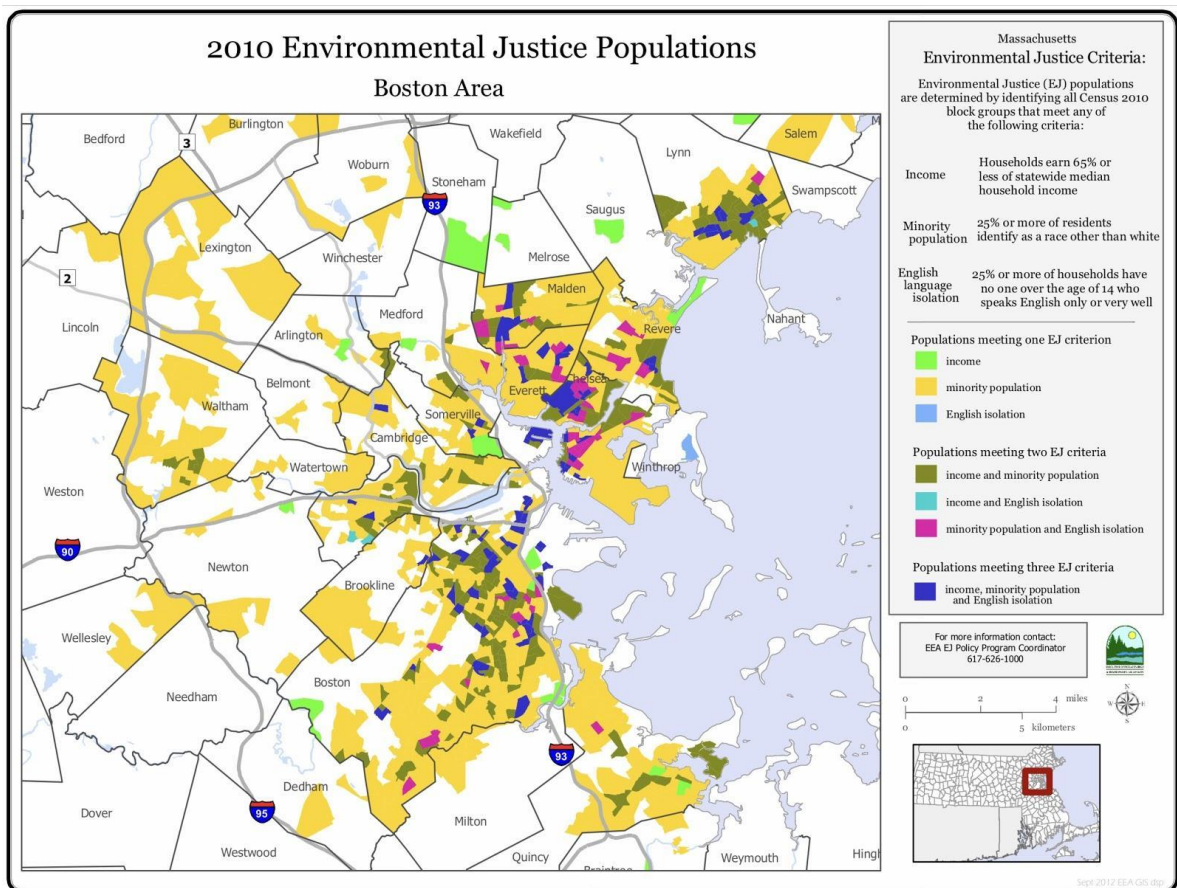 2010 Environmental Justice Populations
Boston Area
Bedford
3
Burlington
Wakefield
Lynn
Salem
M
Woburn
Stoneham
93
Swampscott
Saugus
Lexington
Winchester
Melrose
2
Malden
Medford
Nahant
Lincoln
Arlington
Revere
Belmont
Chelsea
Everett
Waltham
Somerville
Cambridge
Watertown
Winthrop
Weston
90
Newton
Brookline
Wellesley
Boston
Needham
93
Dedham
Dover
95
Milton
Westwood
Quincy
Braintree
Weymouth
Hingh
Massachusetts
Environmental Justice Criteria:
Environmental Justice (EJ) populations
are determined by identifying all Census 2010
block groups that meet any of
the following criteria:
Income
Households earn 65% or
less of statewide median
household income
Minority
population
25% or more of residents
identify as a race other than white
English
language
isolation
25% or more of households have
no one over the age of 14 who
speaks English only or very well
Populations meeting one EJ criterion
income
minority population
English isolation
Populations meeting two EJ criteria
income and minority population
income and English isolation
minority population and English isolation
Populations meeting three EJ criteria
income, minority population
and English isolation
For more information contact:
EEA EJ Policy Program Coordinator
617-626-1000
0 2 4 miles
0 5 kilometers
N
W E
S
Sept 2012 EEA GIS dsp